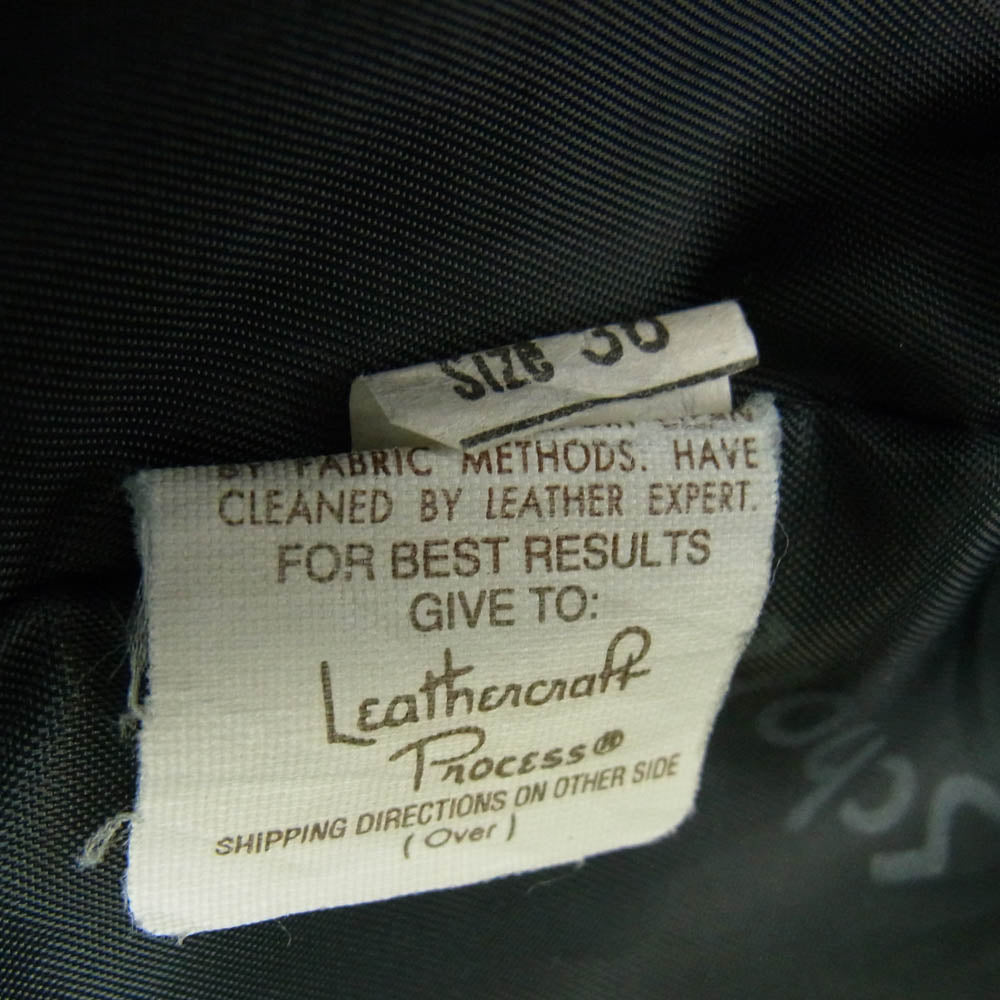 Size
BY FABRIC METHODS. HAVE
CLEANED BY LEATHER EXPERT.
FOR BEST RESULTS
GIVE TO:
Leathercraft
Process®
SHIPPING DIRECTIONS ON OTHER SIDE
(Over)